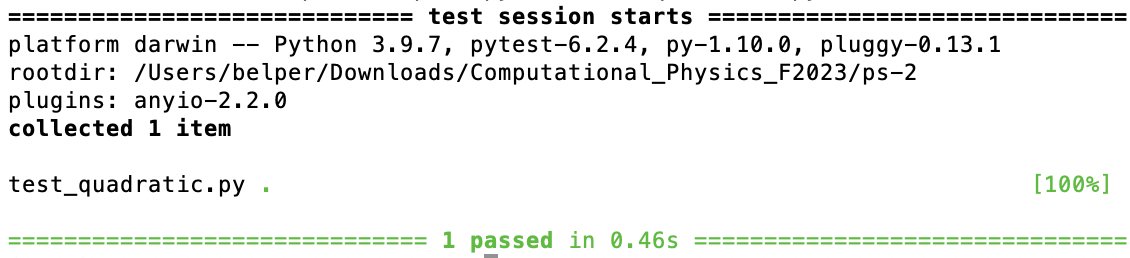 ============================= test session starts ==============================
platform darwin -- Python 3.9.7, pytest-6.2.4, py-1.10.0, pluggy-0.13.1
rootdir: /Users/belper/Downloads/Computational_Physics_F2023/ps-2
plugins: anyio-2.2.0
collected 1 item
test_quadratic.py . [100%]
============================== 1 passed in 0.46s ===============================